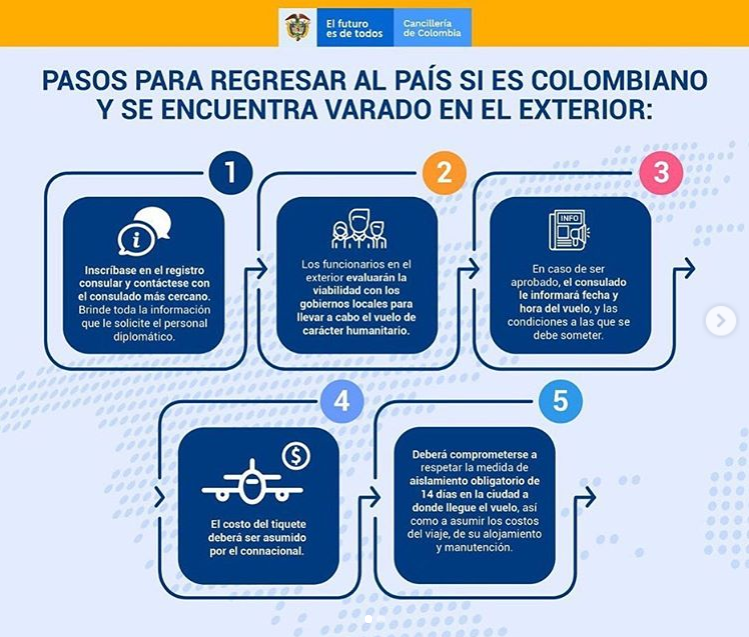 El futuro
es de todos
Cancillería
de Colombia
PASOS PARA REGRESAR AL PAÍS SI ES COLOMBIANO
Y SE ENCUENTRA VARADO EN EL EXTERIOR:
1
Inscríbase en el registro
consular y contáctese con
el consulado más cercano.
Brinde toda la información
que le solicite el personal
diplomático.
2
Los funcionarios en el
exterior evaluarán la
viabilidad con los
gobiernos locales para
llevar a cabo el vuelo de
carácter humanitario.
3
INFO
En caso de ser
aprobado, el consulado
le informará fecha y
hora del vuelo, y las
condiciones a las que se
debe someter.
4
$
El costo del tiquete
deberá ser asumido
por el connacional.
5
Deberá comprometerse a
respetar la medida de
aislamiento obligatorio de
14 días en la ciudad a
donde llegue el vuelo, así
como a asumir los costos
del viaje, de su alojamiento
y manutención.